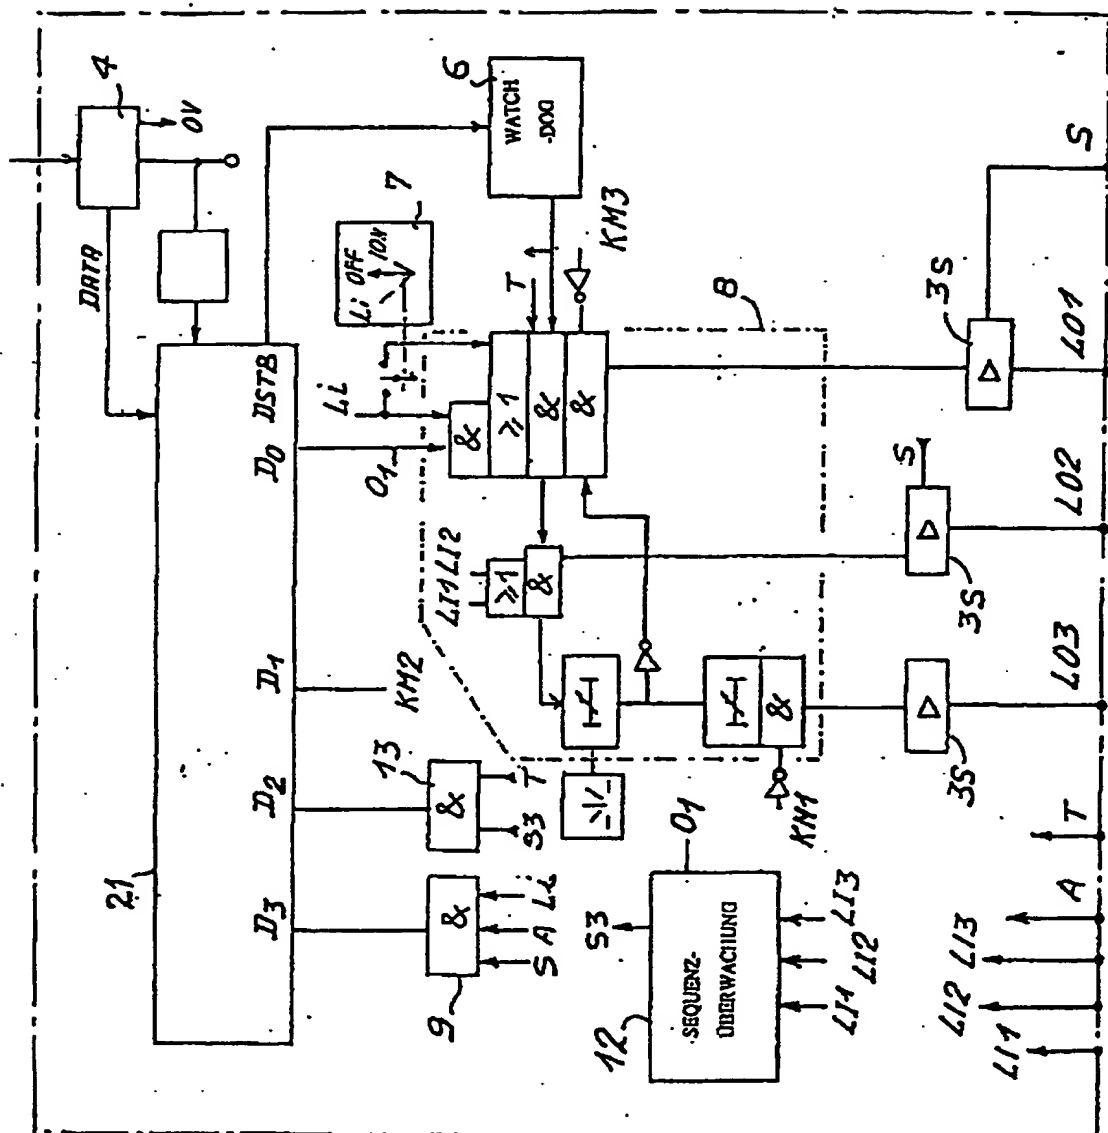 4
0V
DATA
6
WATCH
-DOG
7
Li OFF 10λ
KM3
T
8
S
3S
L01
21
D0
DSTB
Li
01
&
≥1
&
&
Δ
S
L02
LI1
LI2
≥1
&
Δ
3S
D1
KM2
&
KM1
Δ
3S
L03
D2
13
&
S3
T
D3
9
&
S
A
Li
12
SEQUENZ-
ÜBERWACHUNG
S3
01
LI1
LI2
LI3
LI1
LI2
LI3
A
T